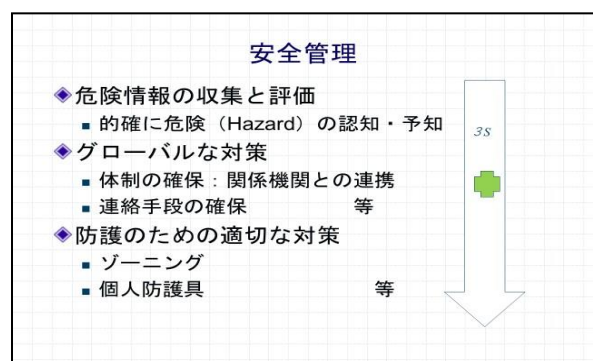 安全管理
危険情報の収集と評価
的確に危険（Hazard）の認知・予知
グローバルな対策
体制の確保：関係機関との連携
連絡手段の確保　等
防護のための適切な対策
ゾーニング
個人防護具　等
3S